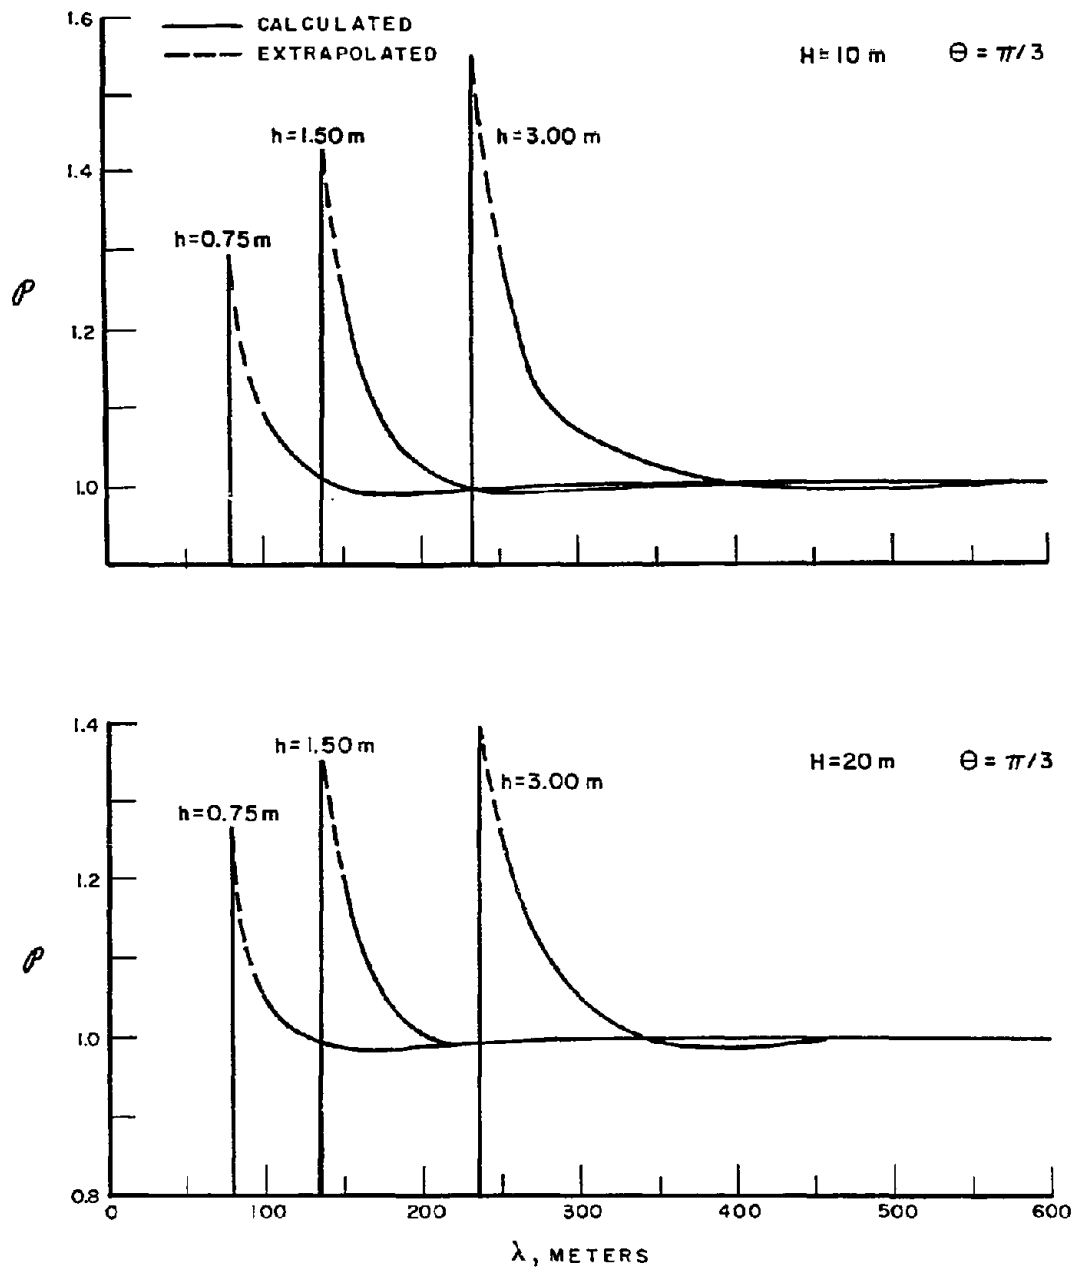 1.6
CALCULATED
EXTRAPOLATED
H=10 m θ = π/3
h=1.50 m
h=3.00 m
1.4
h=0.75m
𝒫
1.2
1.0
1.4
h=1.50 m
H=20 m θ = π/3
h=3.00 m
h=0.75m
1.2
𝒫
1.0
0.8
0 100 200 300 400 500 600
λ, METERS